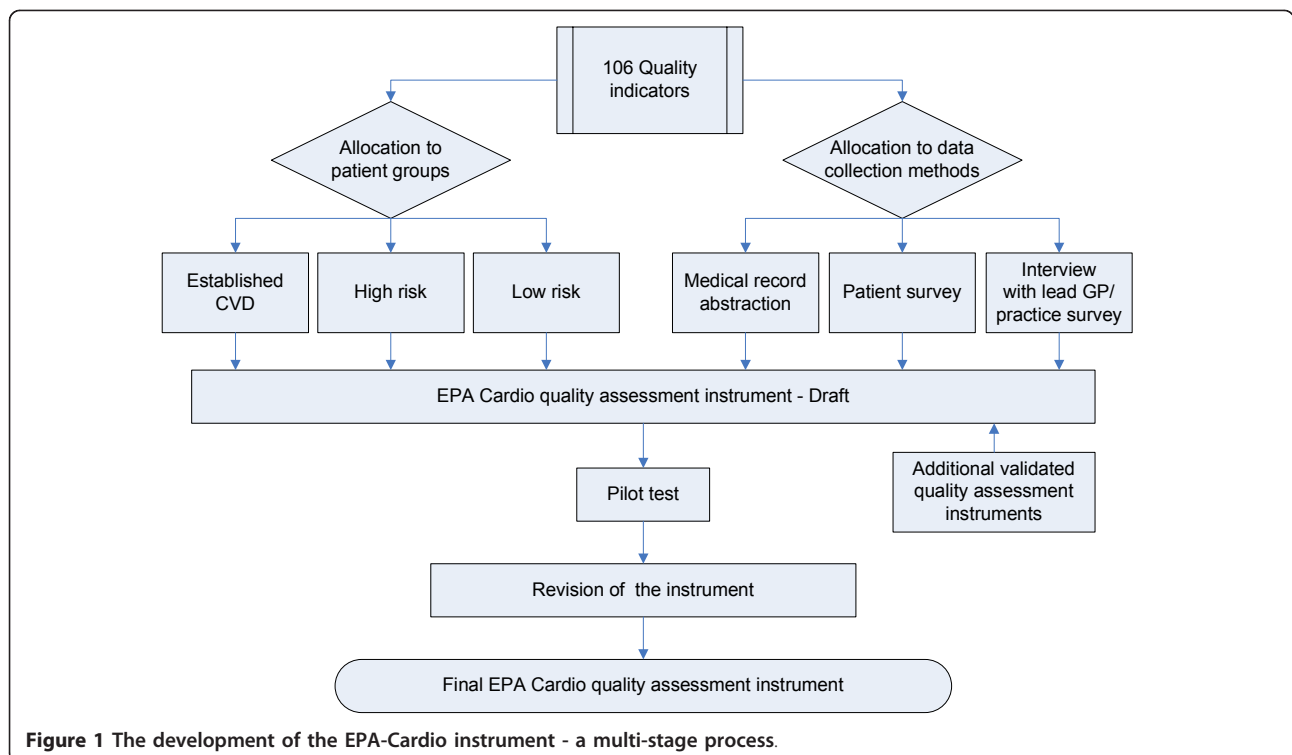 106 Quality
indicators
Allocation to
patient groups
Allocation to data
collection methods
Established
CVD
High risk
Low risk
Medical record
abstraction
Patient survey
Interview
with lead GP/
practice survey
EPA Cardio quality assessment instrument - Draft
Pilot test
Additional validated
quality assessment
instruments
Revision of the instrument
Final EPA Cardio quality assessment instrument
Figure 1 The development of the EPA-Cardio instrument - a multi-stage process.